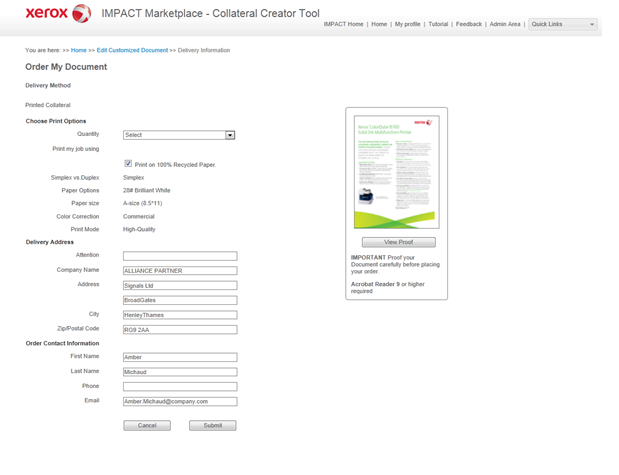 xerox IMPACT Marketplace - Collateral Creator Tool
IMPACT Home | Home | My profile | Tutorial | Feedback | Admin Area | Quick Links
You are here: >> Home >> Edit Customized Document >> Delivery Information
Order My Document
Delivery Method
Printed Collateral
Choose Print Options
Quantity Select
Print my job using
Print on 100% Recycled Paper.
Simplex vs.Duplex Simplex
Paper Options 28# Brilliant White
Paper size A-size (8.5*11)
Color Correction Commercial
Print Mode High-Quality
Delivery Address
Attention
Company Name ALLIANCE PARTNER
Address Signals Ltd
BroadGates
City HenleyThames
Zip/Postal Code RG9 2AA
Order Contact Information
First Name Amber
Last Name Michaud
Phone
Email Amber.Michaud@company.com
Cancel Submit
xerox
View Proof
IMPORTANT Proof your
Document carefully before placing
your order.
Acrobat Reader 9 or higher
required